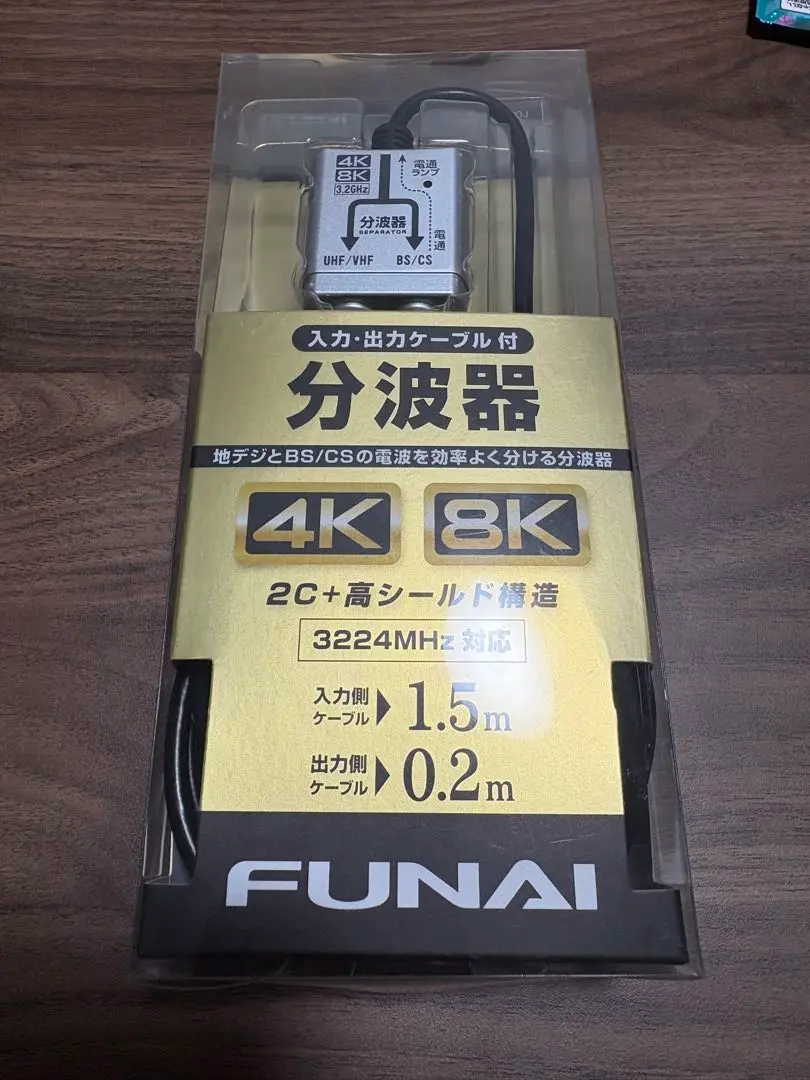 4K
8K
3.2GHz
電通
ランプ
分波器
SEPARATOR
電通
UHF/VHF BS/CS
入力・出力ケーブル付
分波器
地デジとBS/CSの電波を効率よく分ける分波器
4K 8K
2C+高シールド構造
3224MHz 対応
入力側
ケーブル
1.5m
出力側
ケーブル
0.2m
FUNAI